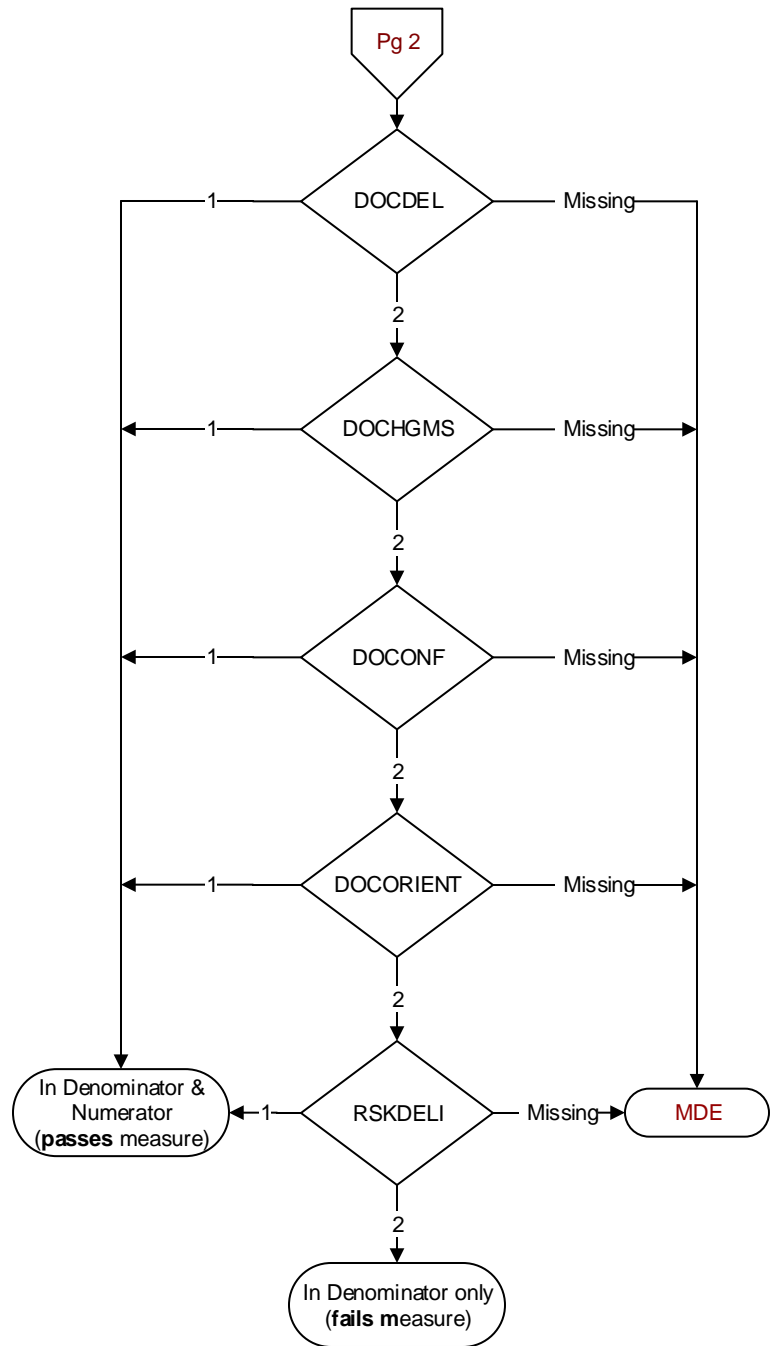 Pg 2
DOCDEL
1
Missing
2
DOCHGMS
1
Missing
2
DOCONF
1
Missing
2
DOCORIENT
1
Missing
2
In Denominator &
Numerator
(passes measure)
1
RSKDELI
Missing
MDE
2
In Denominator only
(fails measure)